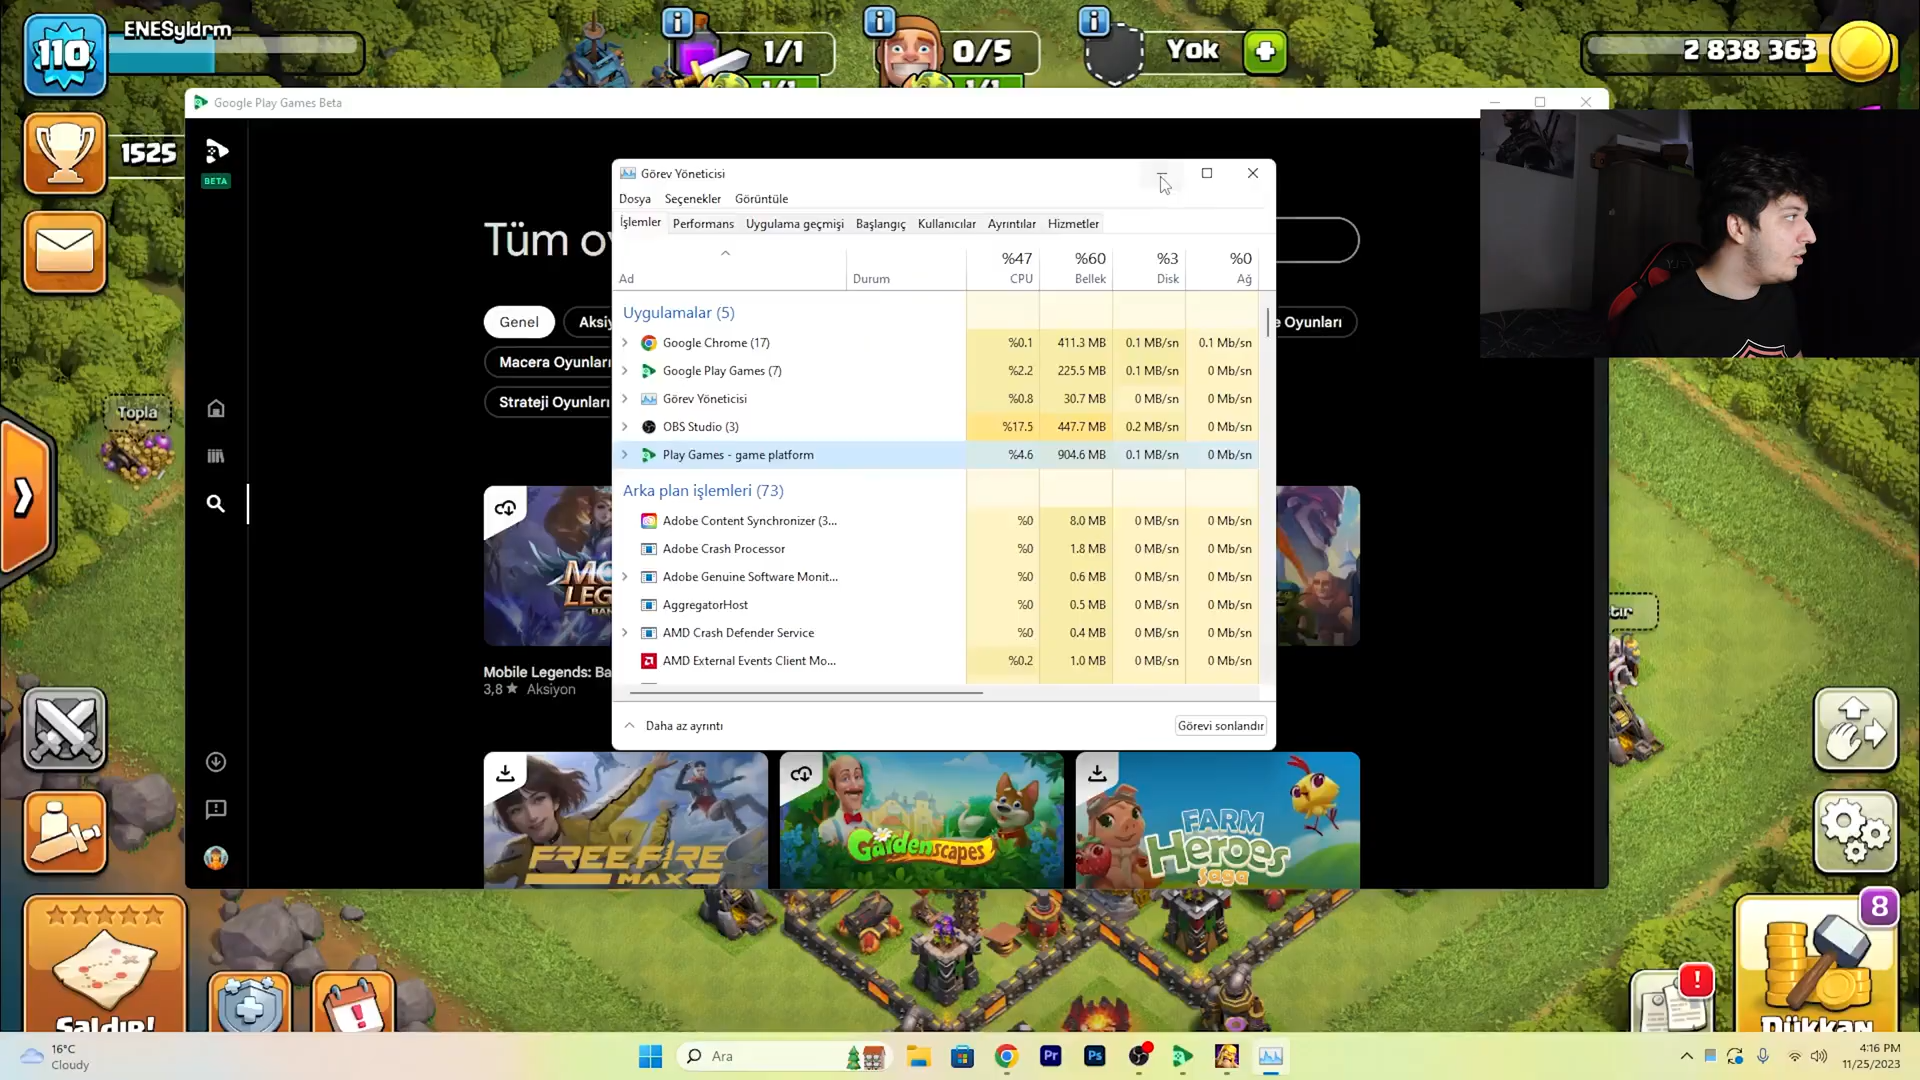 110
ENESyldrm
1/1
0/5
Yok
2 838 363
1525
Google Play Games Beta
BETA
Tüm
Genel
Macera Oyunları
Strateji Oyunları
Oyunları
Görev Yöneticisi
Dosya Seçenekler Görüntüle
İşlemler Performans Uygulama geçmişi Başlangıç Kullanıcılar Ayrıntılar Hizmetler
%47 %60 %3 %0
Ad Durum CPU Bellek Disk Ağ
Uygulamalar (5)
Google Chrome (17) %0.1 411.3 MB 0.1 MB/sn 0.1 Mb/sn
Google Play Games (7) %2.2 225.5 MB 0.1 MB/sn 0 Mb/sn
Görev Yöneticisi %0.8 30.7 MB 0 MB/sn 0 Mb/sn
OBS Studio (3) %17.5 447.7 MB 0.2 MB/sn 0 Mb/sn
Play Games - game platform %4.6 904.6 MB 0.1 MB/sn 0 Mb/sn
Arka plan işlemleri (73)
Adobe Content Synchronizer (3... %0 8.0 MB 0 MB/sn 0 Mb/sn
Adobe Crash Processor %0 1.8 MB 0 MB/sn 0 Mb/sn
Adobe Genuine Software Monit... %0 0.6 MB 0 MB/sn 0 Mb/sn
AggregatorHost %0 0.5 MB 0 MB/sn 0 Mb/sn
AMD Crash Defender Service %0 0.4 MB 0 MB/sn 0 Mb/sn
AMD External Events Client Mo... %0.2 1.0 MB 0 MB/sn 0 Mb/sn
Daha az ayrıntı
Görevi sonlandır
Topla
Mobile Legends: Ba
3,8 ★ Aksiyon
FREE FIRE
MAX
Gardenscapes
FARM
Heroes
Saga
8
Saldır!
!
Dükkan
16°C
Cloudy
Ara
Pr
Ps
4:16 PM
11/25/2023